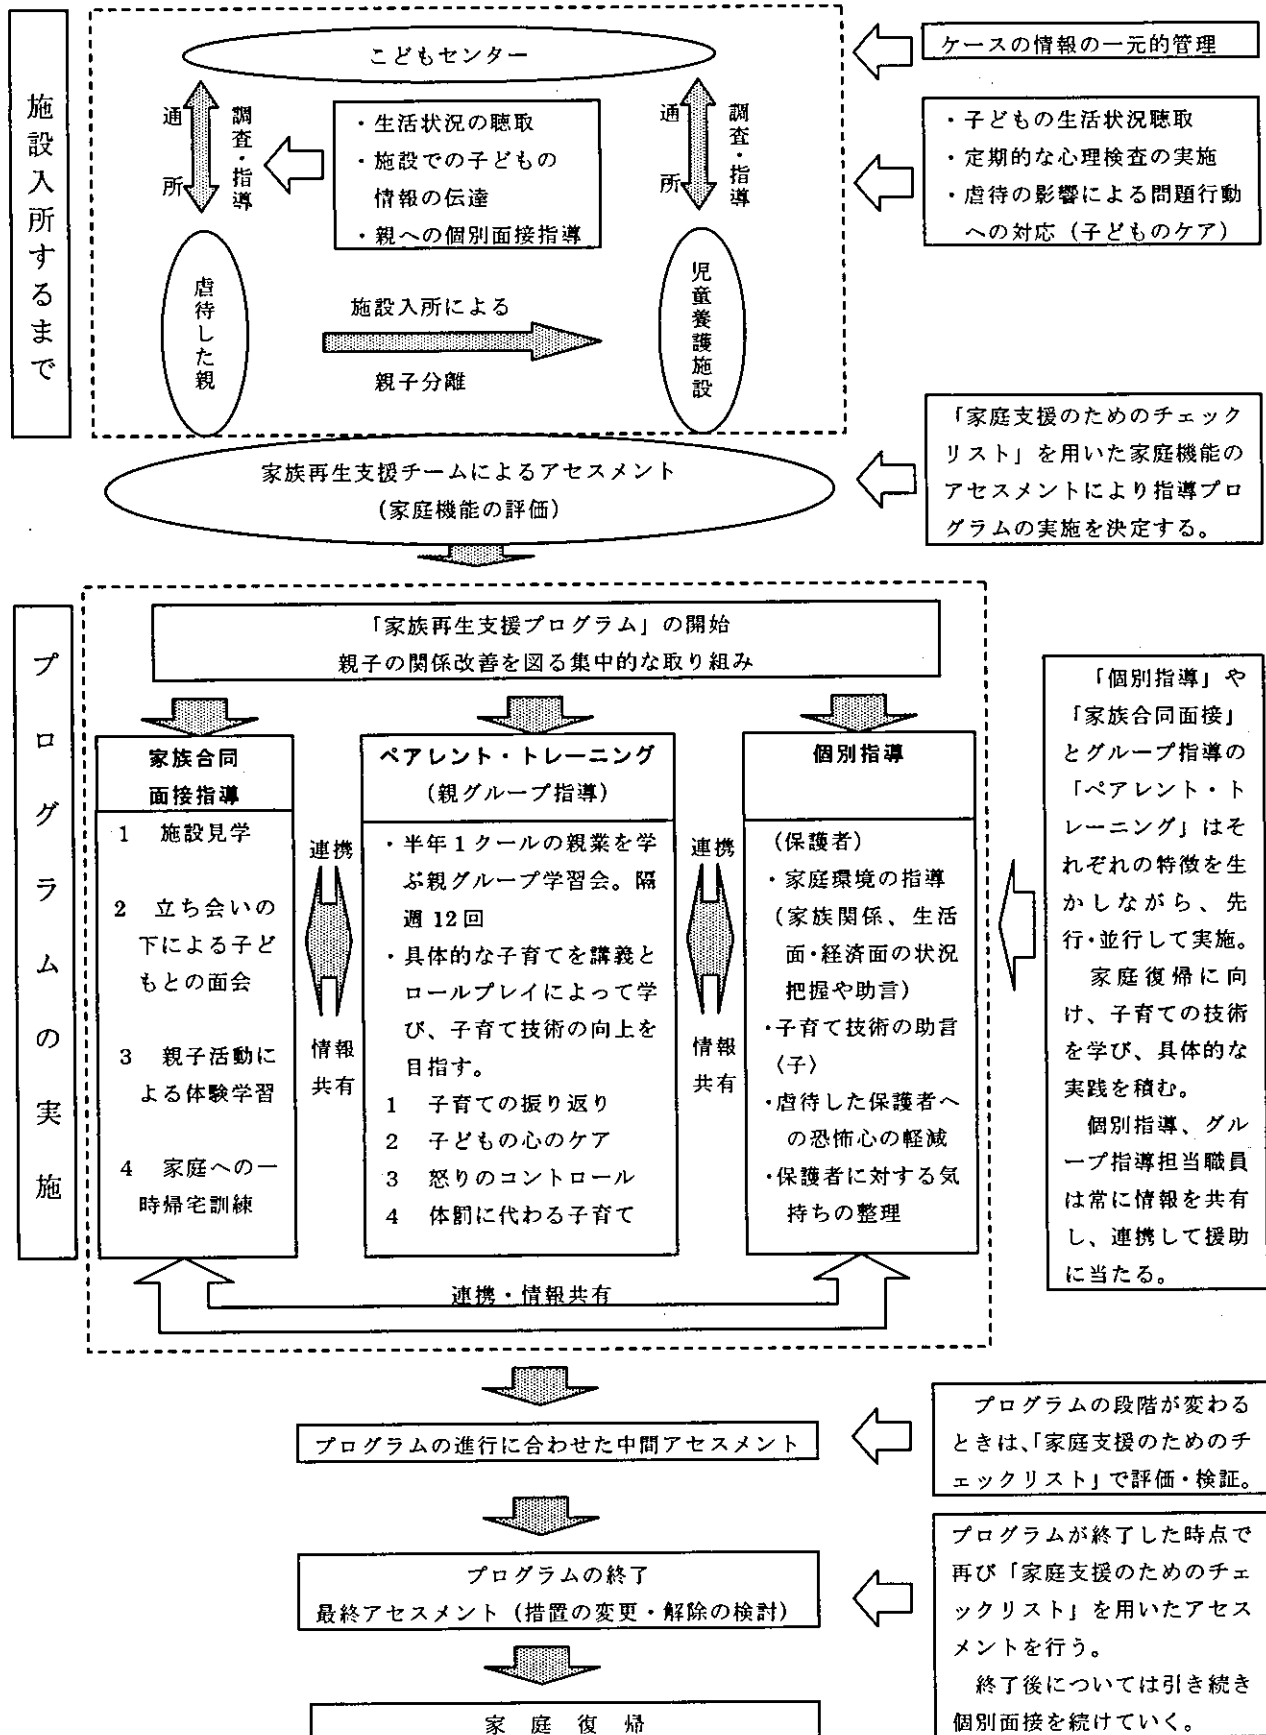 施設入所するまで
こどもセンター
ケースの情報の一元的管理
通所
調査・指導
・生活状況の聴取
・施設での子どもの
情報の伝達
・親への個別面接指導
通所
調査・指導
・子どもの生活状況聴取
・定期的な心理検査の実施
・虐待の影響による問題行動
への対応（子どものケア）
虐待した親
施設入所による
親子分離
児童養護施設
家族再生支援チームによるアセスメント
（家庭機能の評価）
「家庭支援のためのチェック
リスト」を用いた家庭機能の
アセスメントにより指導プロ
グラムの実施を決定する。
プログラムの実施
「家族再生支援プログラム」の開始
親子の関係改善を図る集中的な取り組み
家族合同
面接指導
1 施設見学
2 立ち会いの
下による子ど
もとの面会
3 親子活動に
よる体験学習
4 家庭への一
時帰宅訓練
連携
情報
共有
ペアレント・トレーニング
（親グループ指導）
・半年1クールの親業を学
ぶ親グループ学習会。隔
週12回
・具体的な子育てを講義と
ロールプレイによって学
び、子育て技術の向上を
目指す。
1 子育ての振り返り
2 子どもの心のケア
3 怒りのコントロール
4 体罰に代わる子育て
連携
情報
共有
個別指導
（保護者）
・家庭環境の指導
（家族関係、生活
面・経済面の状況
把握や助言）
・子育て技術の助言
〈子〉
・虐待した保護者へ
の恐怖心の軽減
・保護者に対する気
持ちの整理
連携・情報共有
「個別指導」や
「家族合同面接」
とグループ指導の
「ペアレント・ト
レーニング」はそ
れぞれの特徴を生
かしながら、先
行・並行して実施。
家庭復帰に向
け、子育ての技術
を学び、具体的な
実践を積む。
個別指導、グル
ープ指導担当職員
は常に情報を共有
し、連携して援助
に当たる。
プログラムの進行に合わせた中間アセスメント
プログラムの段階が変わる
ときは、「家庭支援のためのチ
ェックリスト」で評価・検証。
プログラムの終了
最終アセスメント（措置の変更・解除の検討）
プログラムが終了した時点で
再び「家庭支援のためのチェ
ックリスト」を用いたアセス
メントを行う。
終了後については引き続き
個別面接を続けていく。
家庭復帰